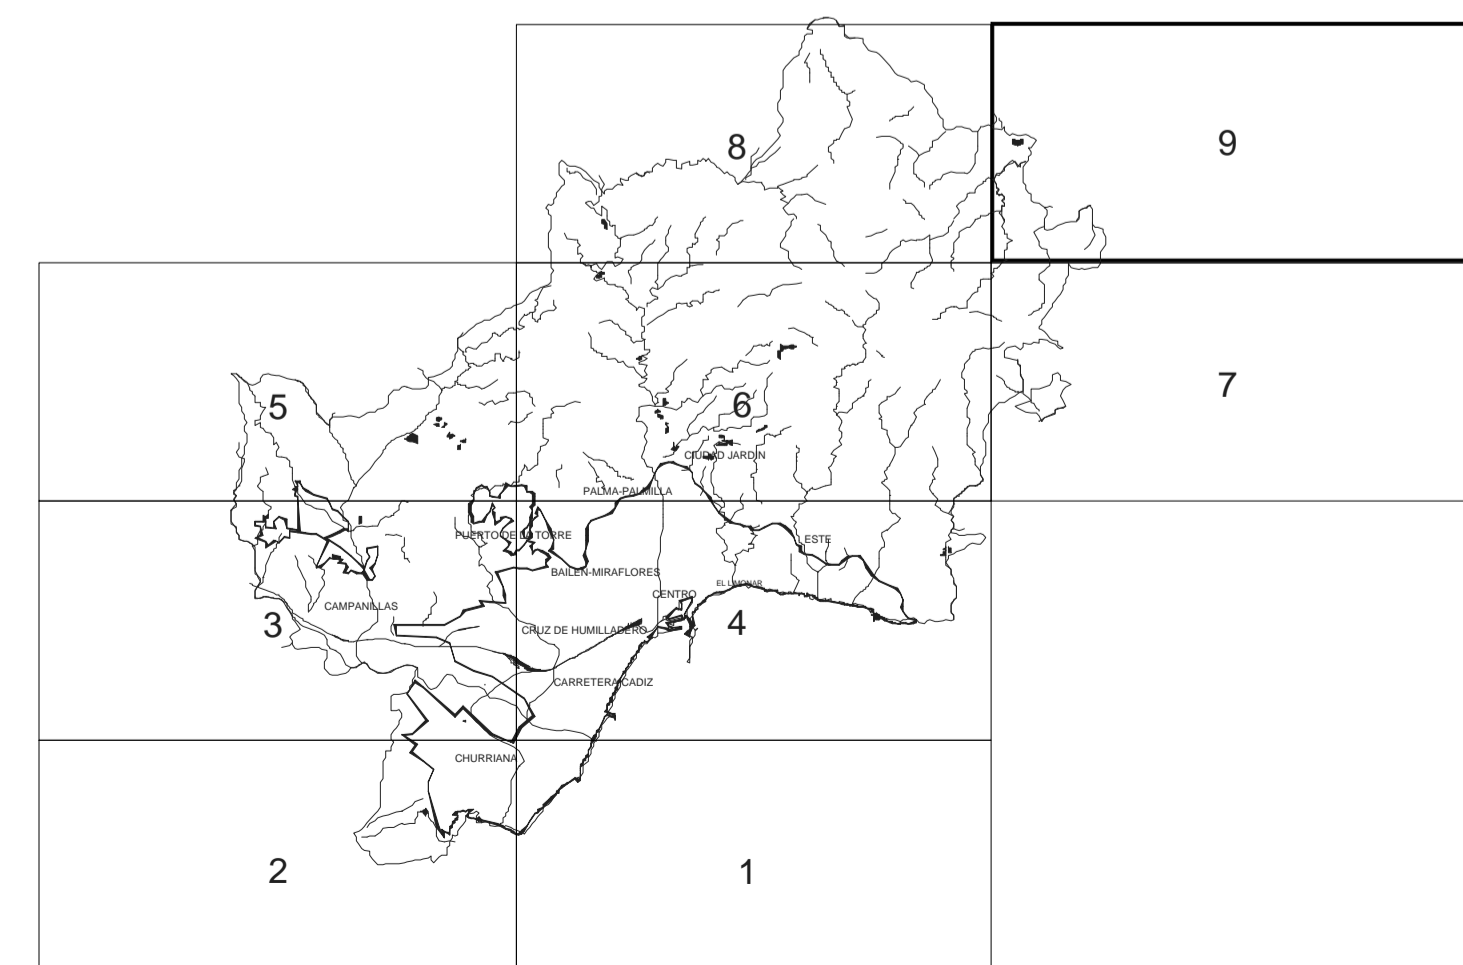 8
9
5
6
7
CIUDAD JARDIN
PALMA-PALMILLA
PUERTO DE LA TORRE
ESTE
BAILEN-MIRAFLORES
EL LIMONAR
CENTRO
CAMPANILLAS
3
CRUZ DE HUMILLADERO
4
CARRETERA CADIZ
CHURRIANA
2
1